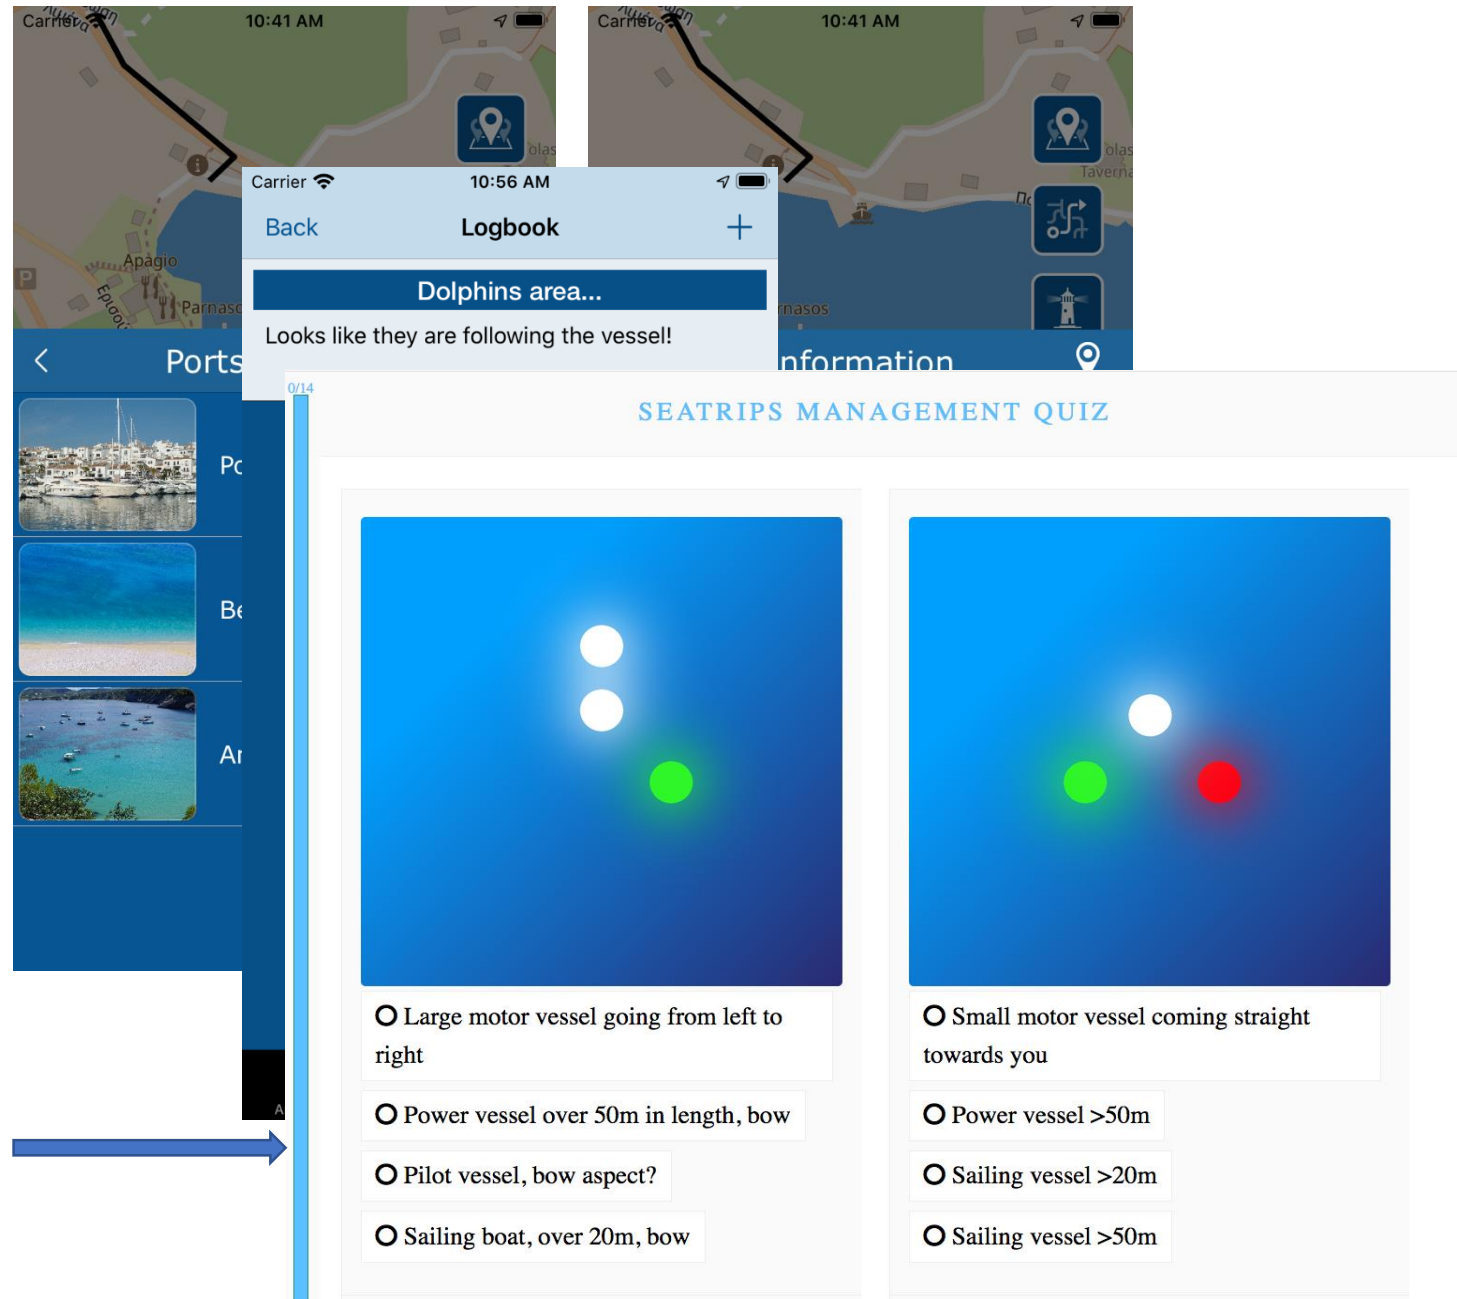 Carrier
10:41 AM
Carrier
10:41 AM
olas
olas
Taverna
Carrier
10:56 AM
Back
Logbook
+
Dolphins area...
Looks like they are following the vessel!
Apagio
P
Parnaso
rnasos
Ports
nformation
Po
Be
Ar
A
0/14
SEATRIPS MANAGEMENT QUIZ
Large motor vessel going from left to
right
Power vessel over 50m in length, bow
Pilot vessel, bow aspect?
Sailing boat, over 20m, bow
Small motor vessel coming straight
towards you
Power vessel >50m
Sailing vessel >20m
Sailing vessel >50m